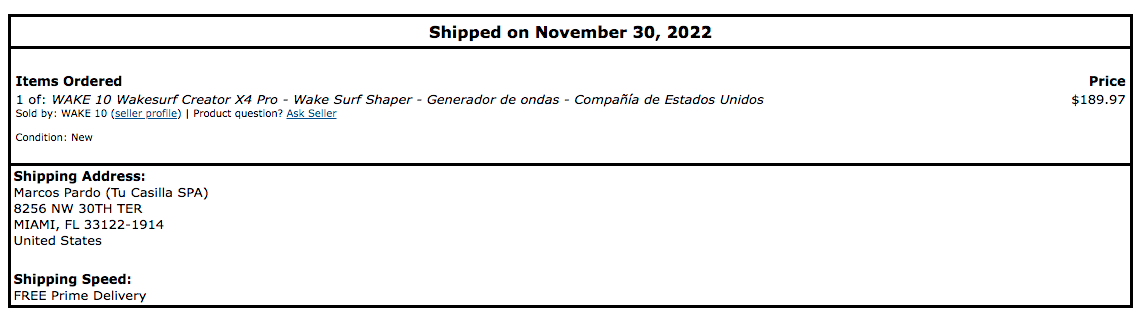 Shipped on November 30, 2022
Items Ordered Price
1 of: WAKE 10 Wakesurf Creator X4 Pro - Wake Surf Shaper - Generador de ondas - Compañía de Estados Unidos $189.97
Sold by: WAKE 10 (seller profile) | Product question? Ask Seller
Condition: New
Shipping Address:
Marcos Pardo (Tu Casilla SPA)
8256 NW 30TH TER
MIAMI, FL 33122-1914
United States
Shipping Speed:
FREE Prime Delivery